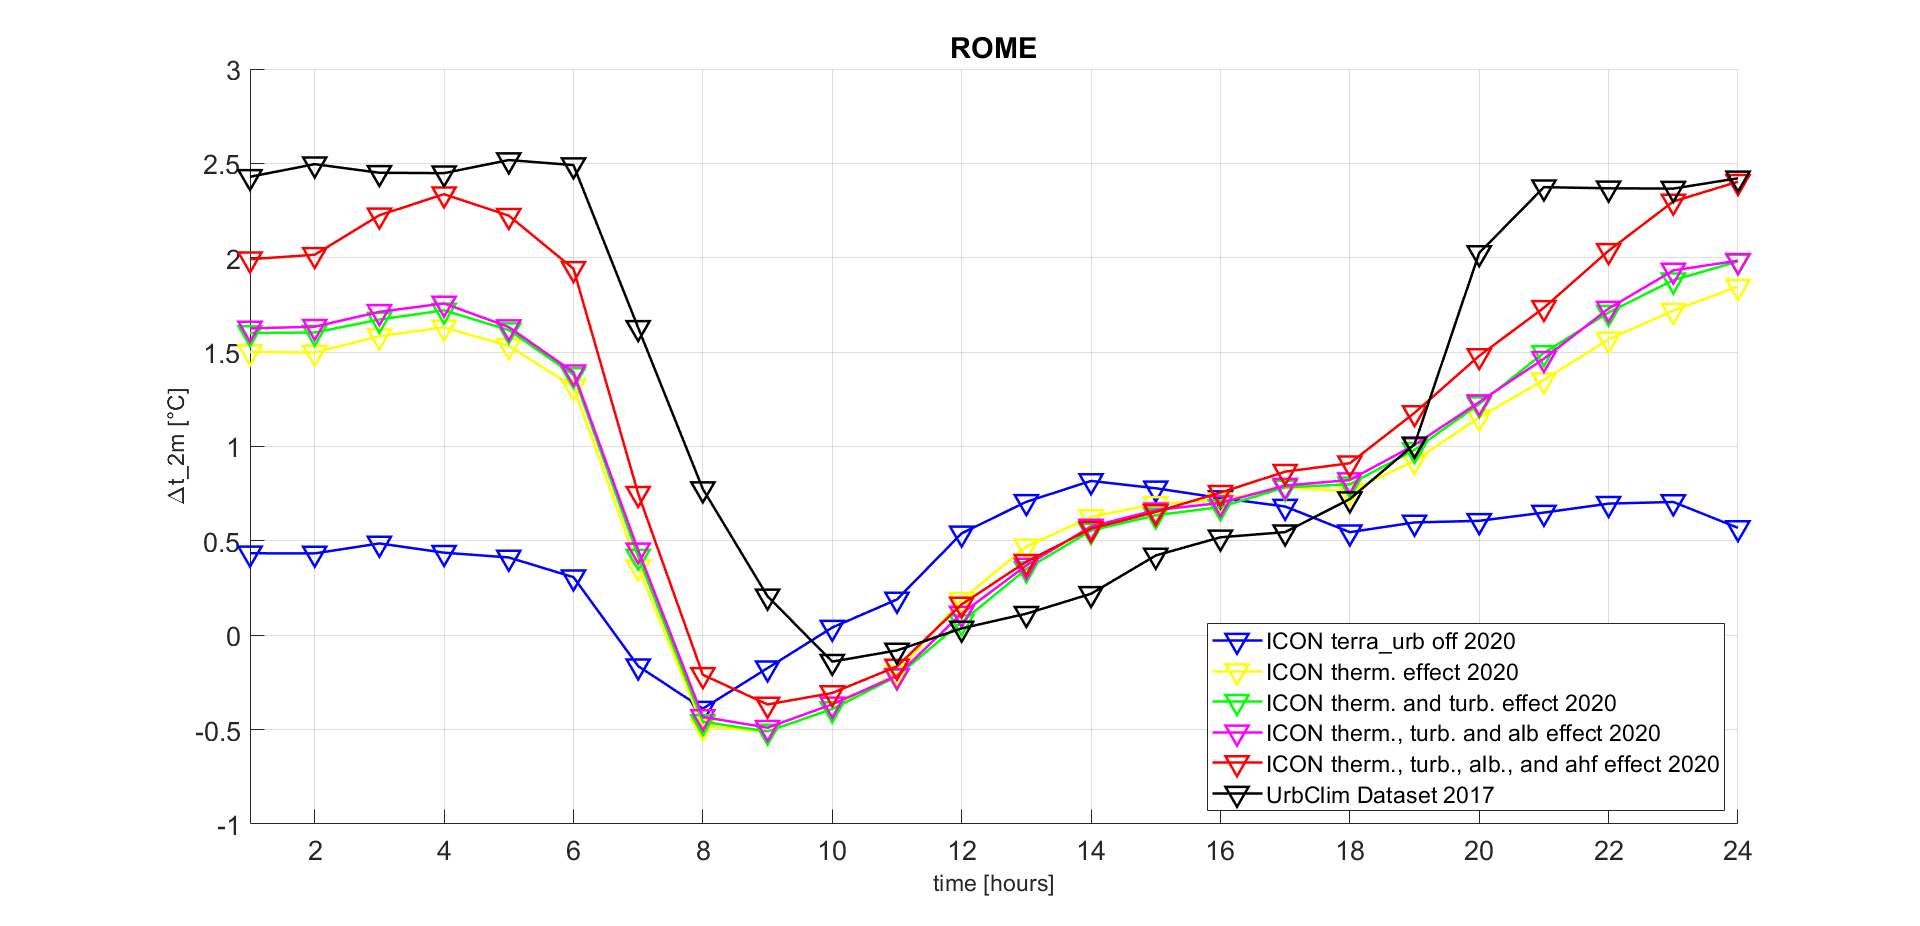 ROME
3
2.5
2
1.5
1
0.5
0
-0.5
-1
Δt_2m [°C]
2 4 6 8 10 12 14 16 18 20 22 24
time [hours]
ICON terra_urb off 2020
ICON therm. effect 2020
ICON therm. and turb. effect 2020
ICON therm., turb. and alb effect 2020
ICON therm., turb., alb., and ahf effect 2020
UrbClim Dataset 2017